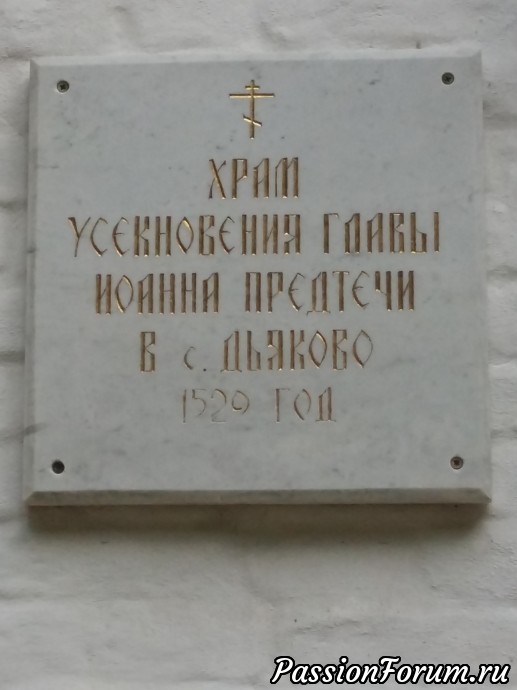 ХРАМ
УСЕКНОВЕНИЯ ГЛАВЫ
ИОАННА ПРЕДТЕЧИ
В с. ДЬЯКОВО
1529 ГОД
PassionForum.ru